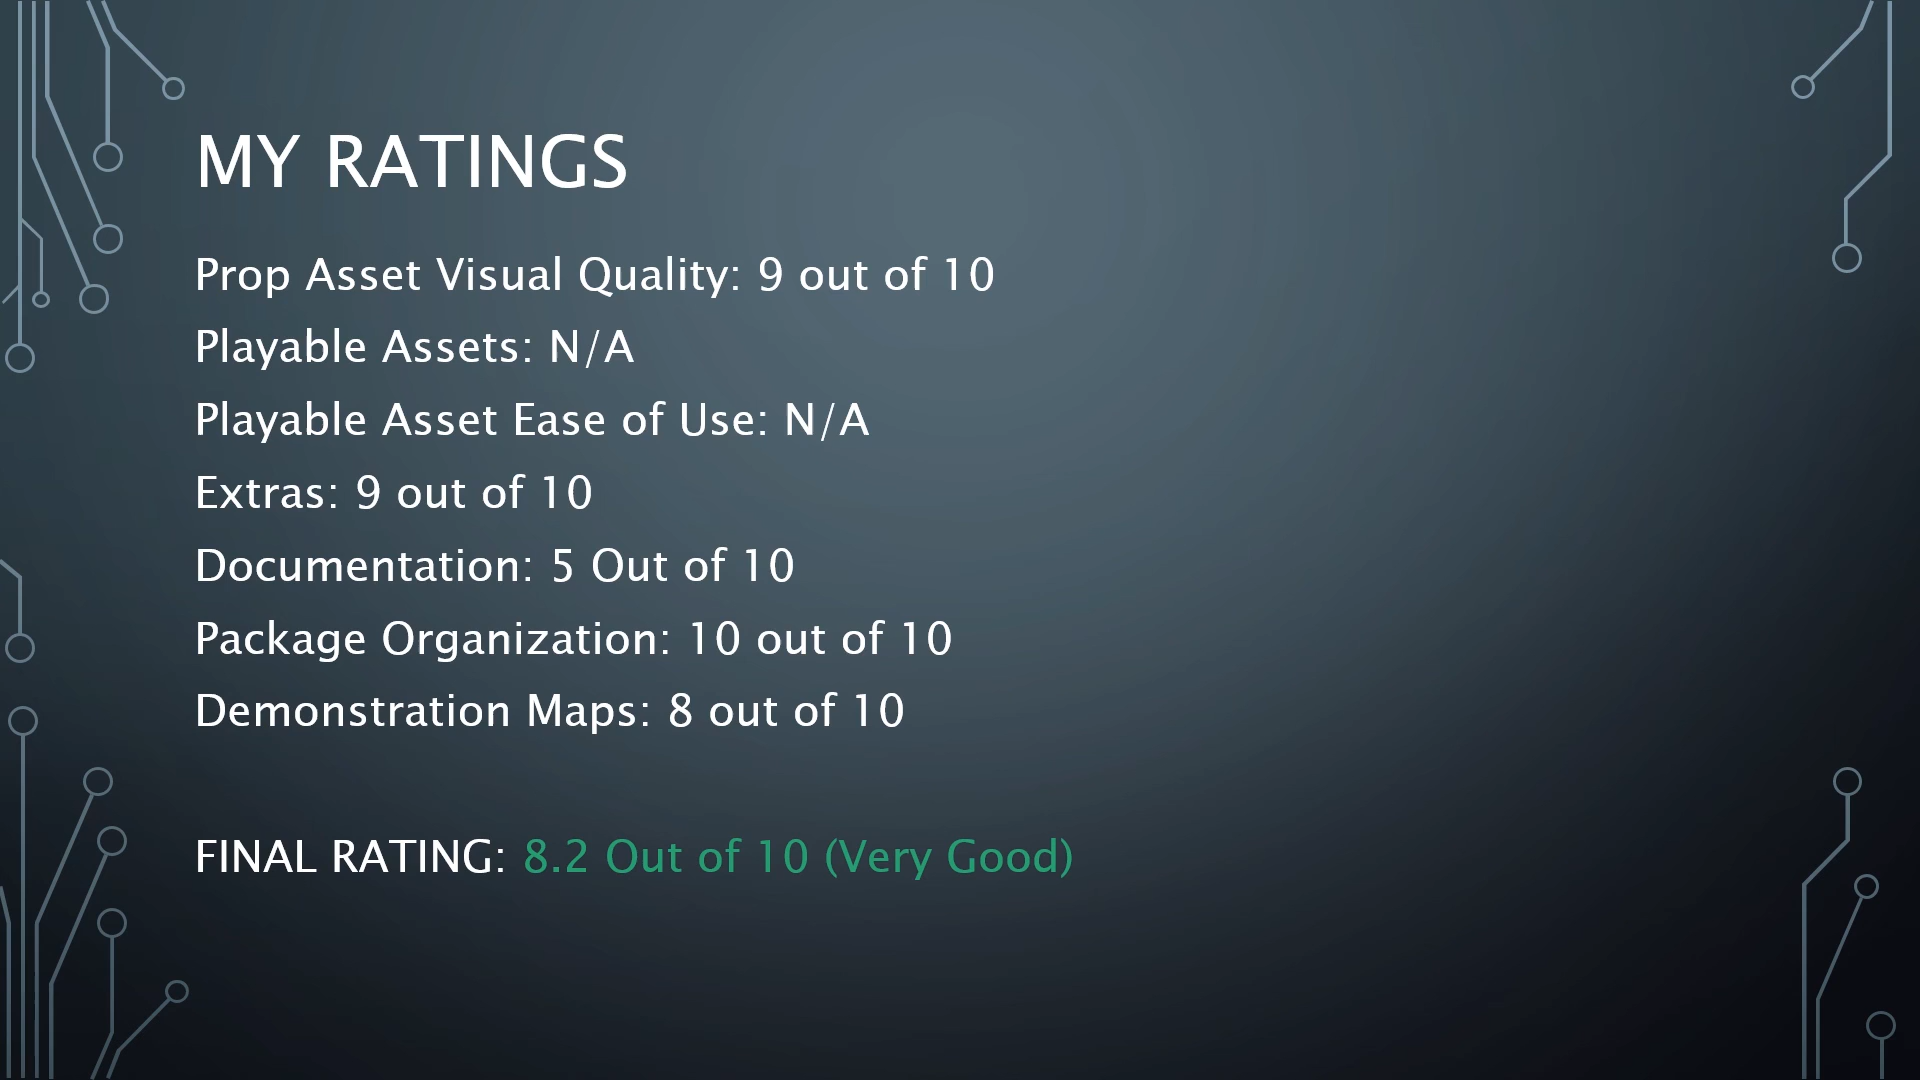 MY RATINGS
Prop Asset Visual Quality: 9 out of 10
Playable Assets: N/A
Playable Asset Ease of Use: N/A
Extras: 9 out of 10
Documentation: 5 Out of 10
Package Organization: 10 out of 10
Demonstration Maps: 8 out of 10
FINAL RATING: 8.2 Out of 10 (Very Good)